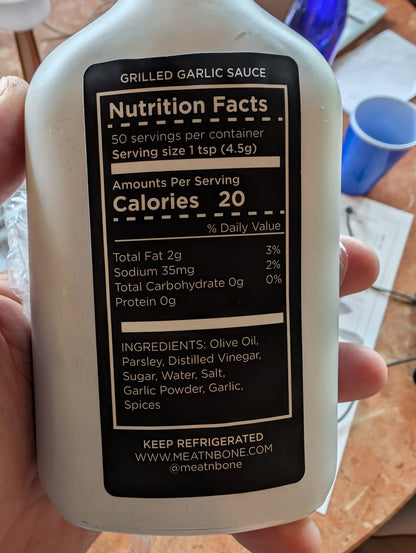 GRILLED GARLIC SAUCE
Nutrition Facts
50 servings per container
Serving size 1 tsp (4.5g)
Amounts Per Serving
Calories 20
% Daily Value
Total Fat 2g 3%
Sodium 35mg 2%
Total Carbohydrate 0g 0%
Protein 0g
INGREDIENTS: Olive Oil,
Parsley, Distilled Vinegar,
Sugar, Water, Salt,
Garlic Powder, Garlic,
Spices
KEEP REFRIGERATED
WWW.MEATNBONE.COM
@meatnbone